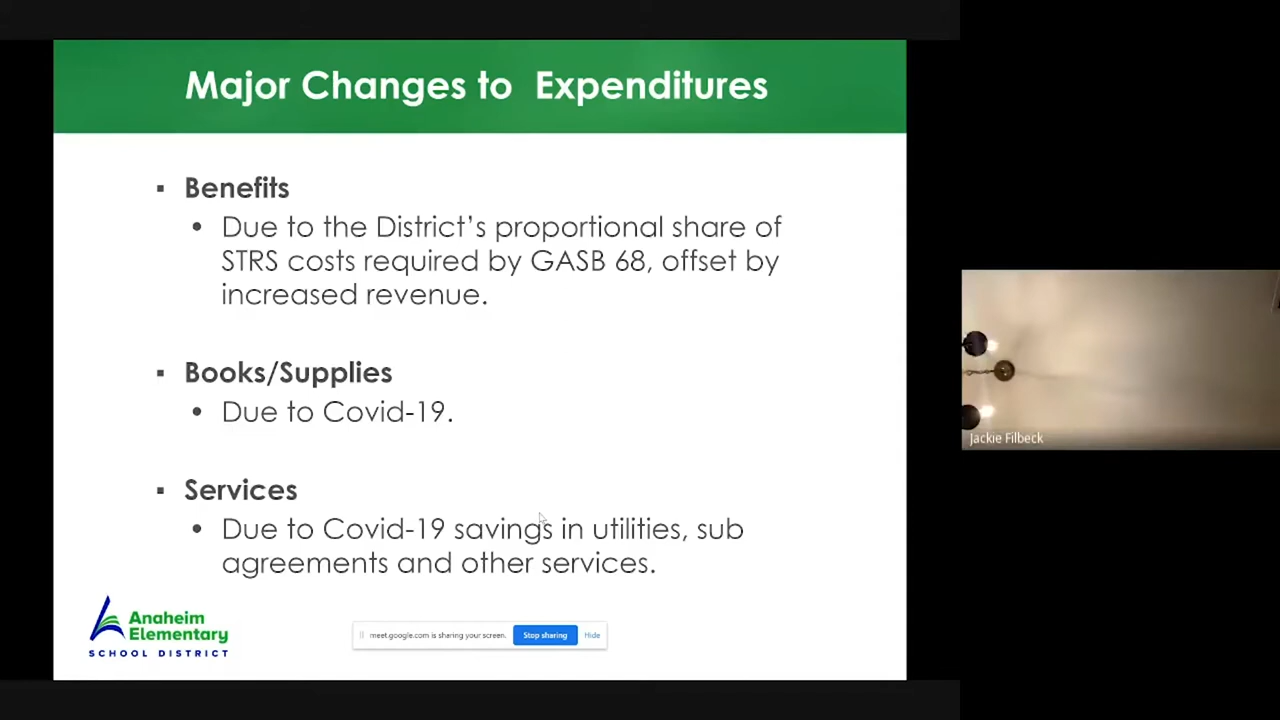 Major Changes to Expenditures
▪ Benefits
• Due to the District's proportional share of
STRS costs required by GASB 68, offset by
increased revenue.
▪ Books/Supplies
• Due to Covid-19.
▪ Services
• Due to Covid-19 savings in utilities, sub
agreements and other services.
Anaheim
Elementary
SCHOOL DISTRICT
meet.google.com is sharing your screen. Stop sharing Hide
Jackie Filbeck